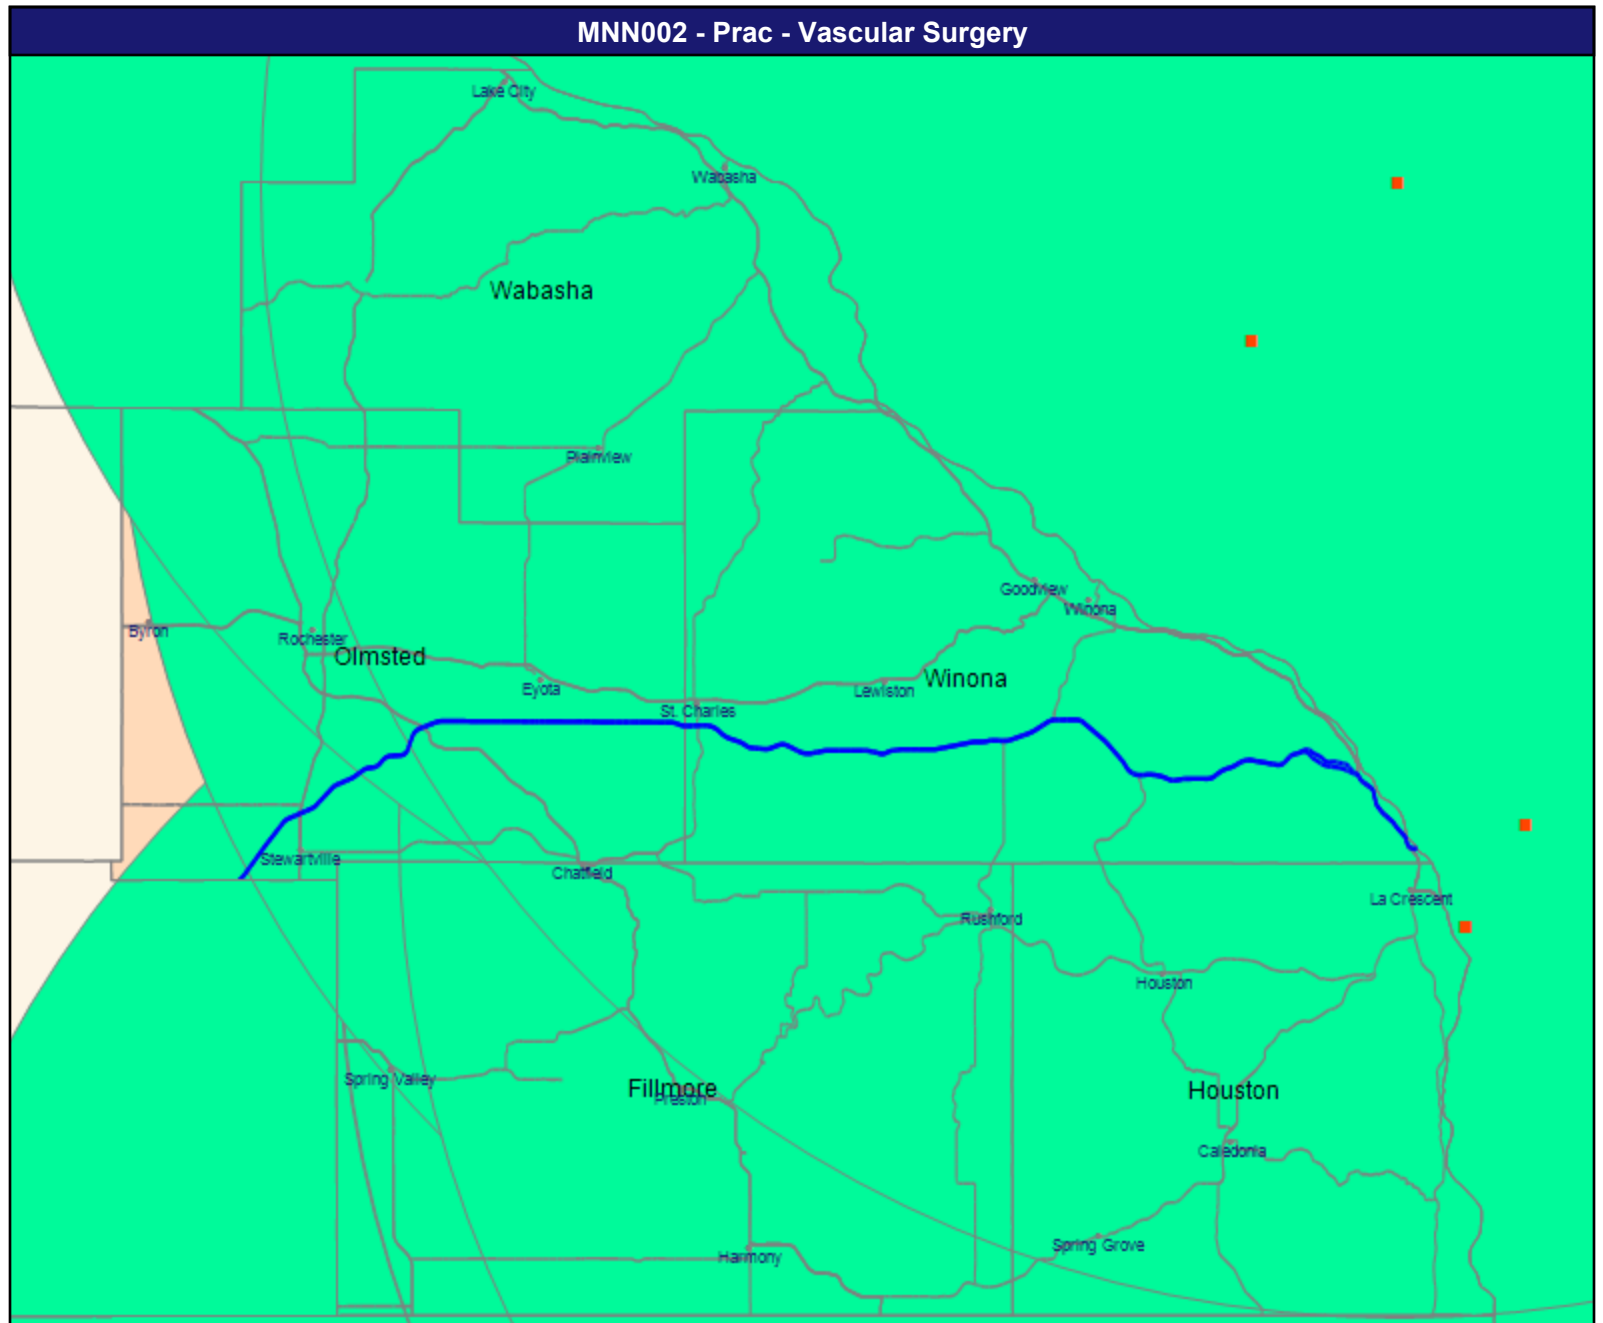 MNN002 - Prac - Vascular Surgery
Lake City
Wabasha
Wabasha
Plainview
Goodview
Winona
Byron
Rochester
Olmsted
Eyota
Lewiston
Winona
St. Charles
Stewartville
Chatfield
La Crescent
Rushford
Houston
Spring Valley
Fillmore
Preston
Houston
Caledonia
Spring Grove
Harmony